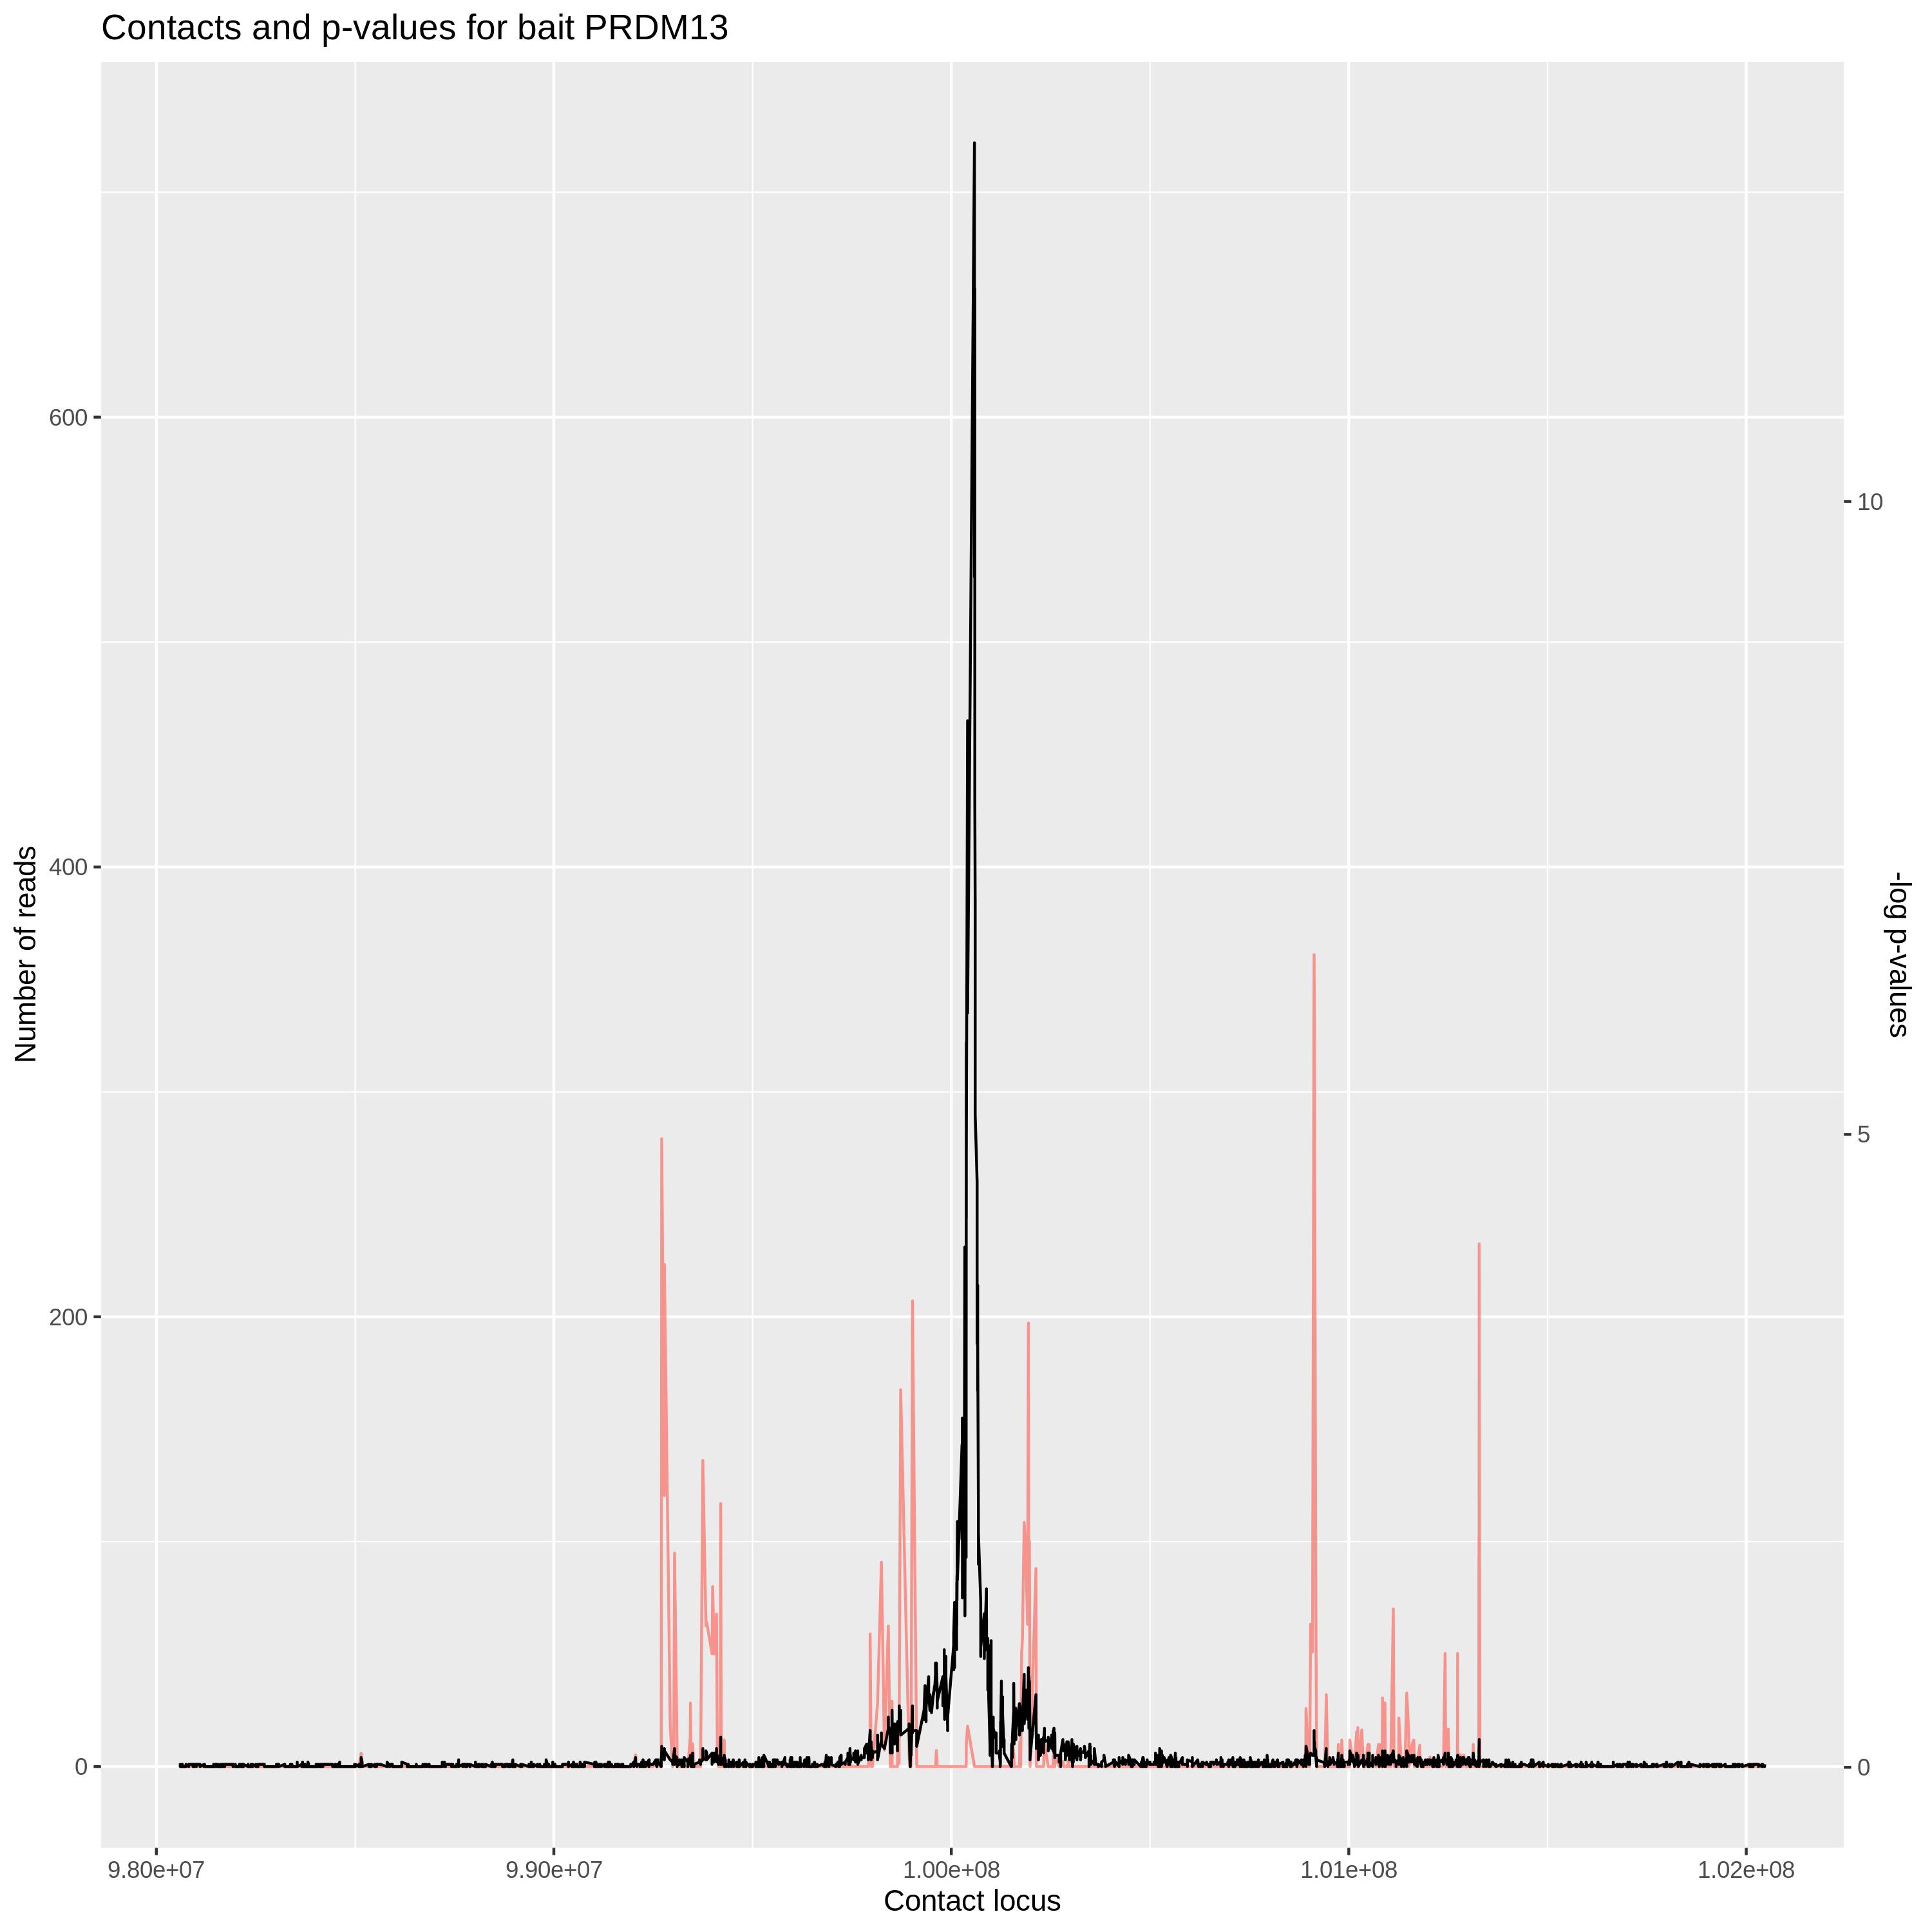 Contacts and p-values for bait PRDM13
Number of reads
600
400
200
0
10
5
0
-log p-values
9.80e+07
9.90e+07
1.00e+08
1.01e+08
1.02e+08
Contact locus